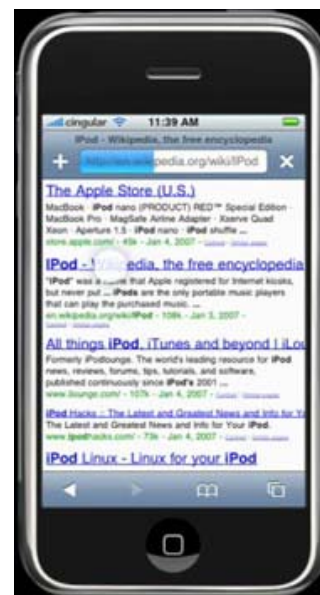 cingular 11:39 AM
iPod - Wikipedia, the free encyclopedia
http://en.wikipedia.org/wiki/IPod
The Apple Store (U.S.)
MacBook · iPod nano (PRODUCT) RED™ Special Edition ·
MacBook Pro · MagSafe Airline Adapter · Xserve Quad
Xeon · Aperture 1.5 · iPod nano · iPod shuffle ...
store.apple.com/ - 45k - Jan 4, 2007 -
IPod - Wikipedia, the free encyclopedia
"iPod" was a name that Apple registered for Internet kiosks,
but never put ... iPods are the only portable music players
that can play the purchased music. ...
en.wikipedia.org/wiki/IPod - 108k - Jan 3, 2007 -
All things iPod, iTunes and beyond | iLou
Formerly iPodlounge. The world's leading resource for iPod
news, reviews, forums, tips, tutorials, and software,
published continuously since iPod's 2001 ...
www.ilounge.com/ - 107k - Jan 4, 2007 -
iPod Hacks :: The Latest and Greatest News and Info for Y
The Latest and Greatest News and Info for Your iPod.
www.ipodhacks.com/ - 73k - Jan 4, 2007 -
iPod Linux - Linux for your iPod